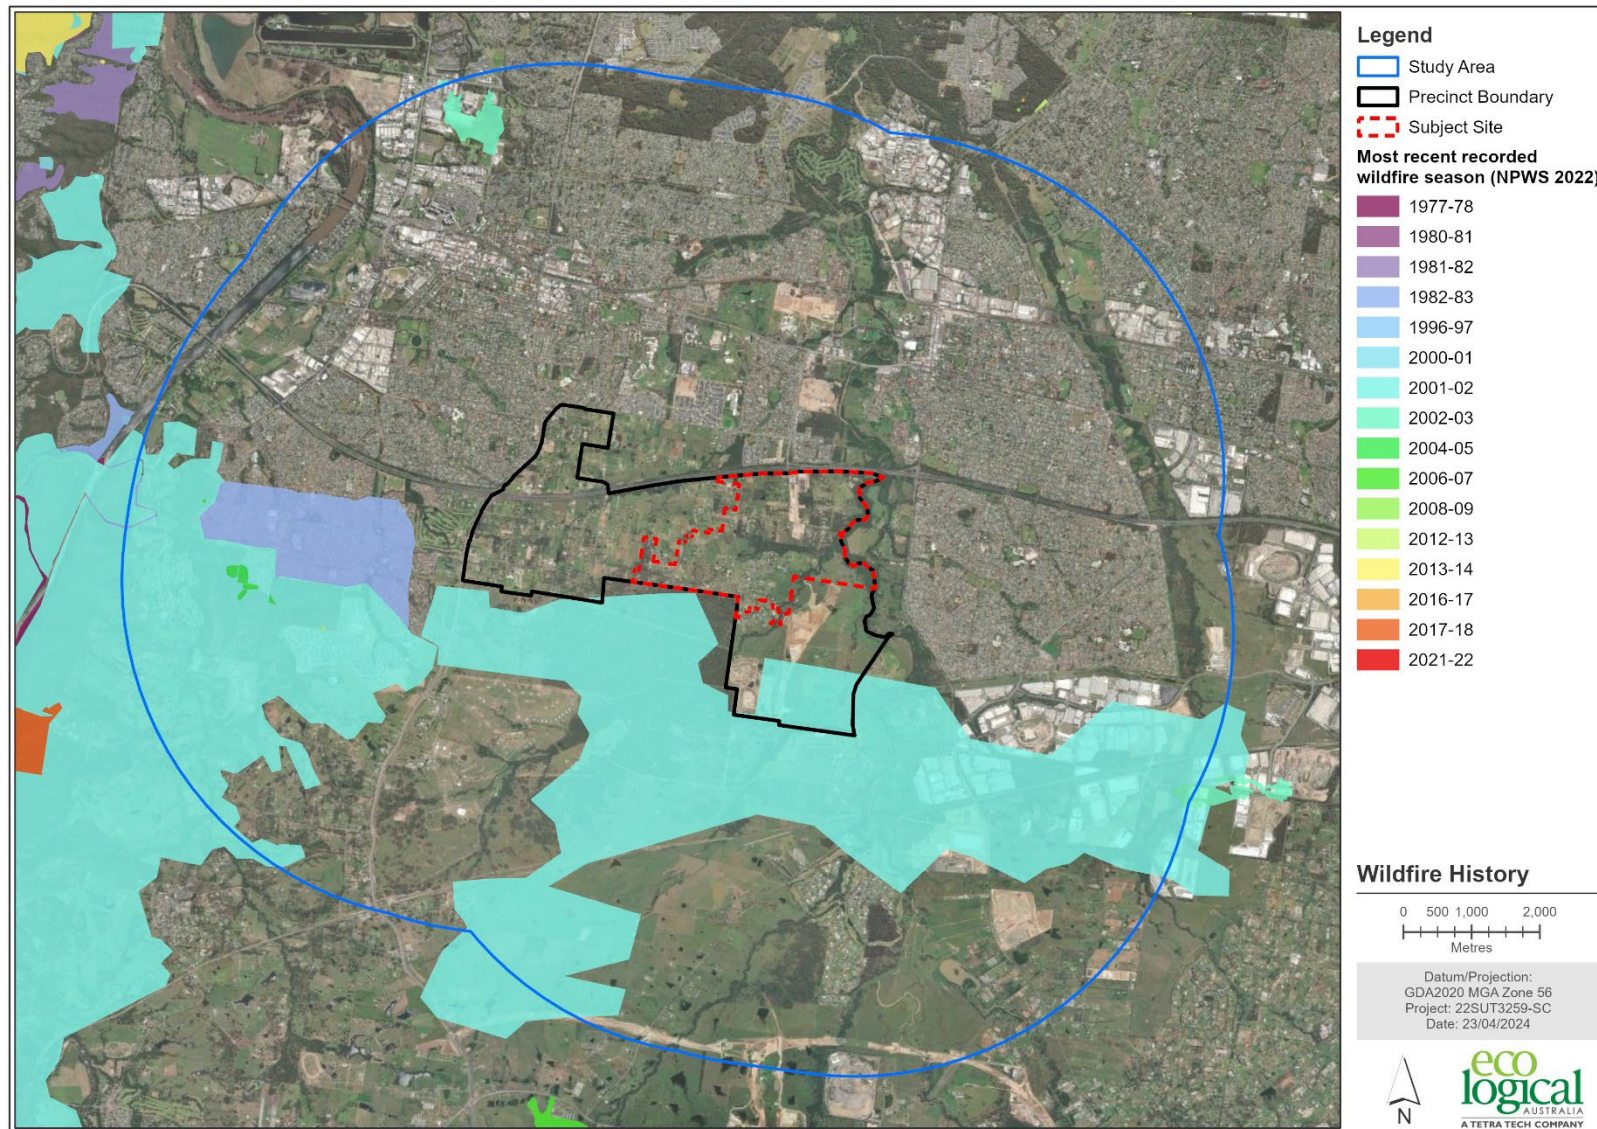 Legend
Study Area
Precinct Boundary
Subject Site
Most recent recorded
wildfire season (NPWS 2022)
1977-78
1980-81
1981-82
1982-83
1996-97
2000-01
2001-02
2002-03
2004-05
2006-07
2008-09
2012-13
2013-14
2016-17
2017-18
2021-22
Wildfire History
0 500 1,000 2,000
Metres
Datum/Projection:
GDA2020 MGA Zone 56
Project: 22SUT3259-SC
Date: 23/04/2024
N
eco
logical
AUSTRALIA
A TETRA TECH COMPANY